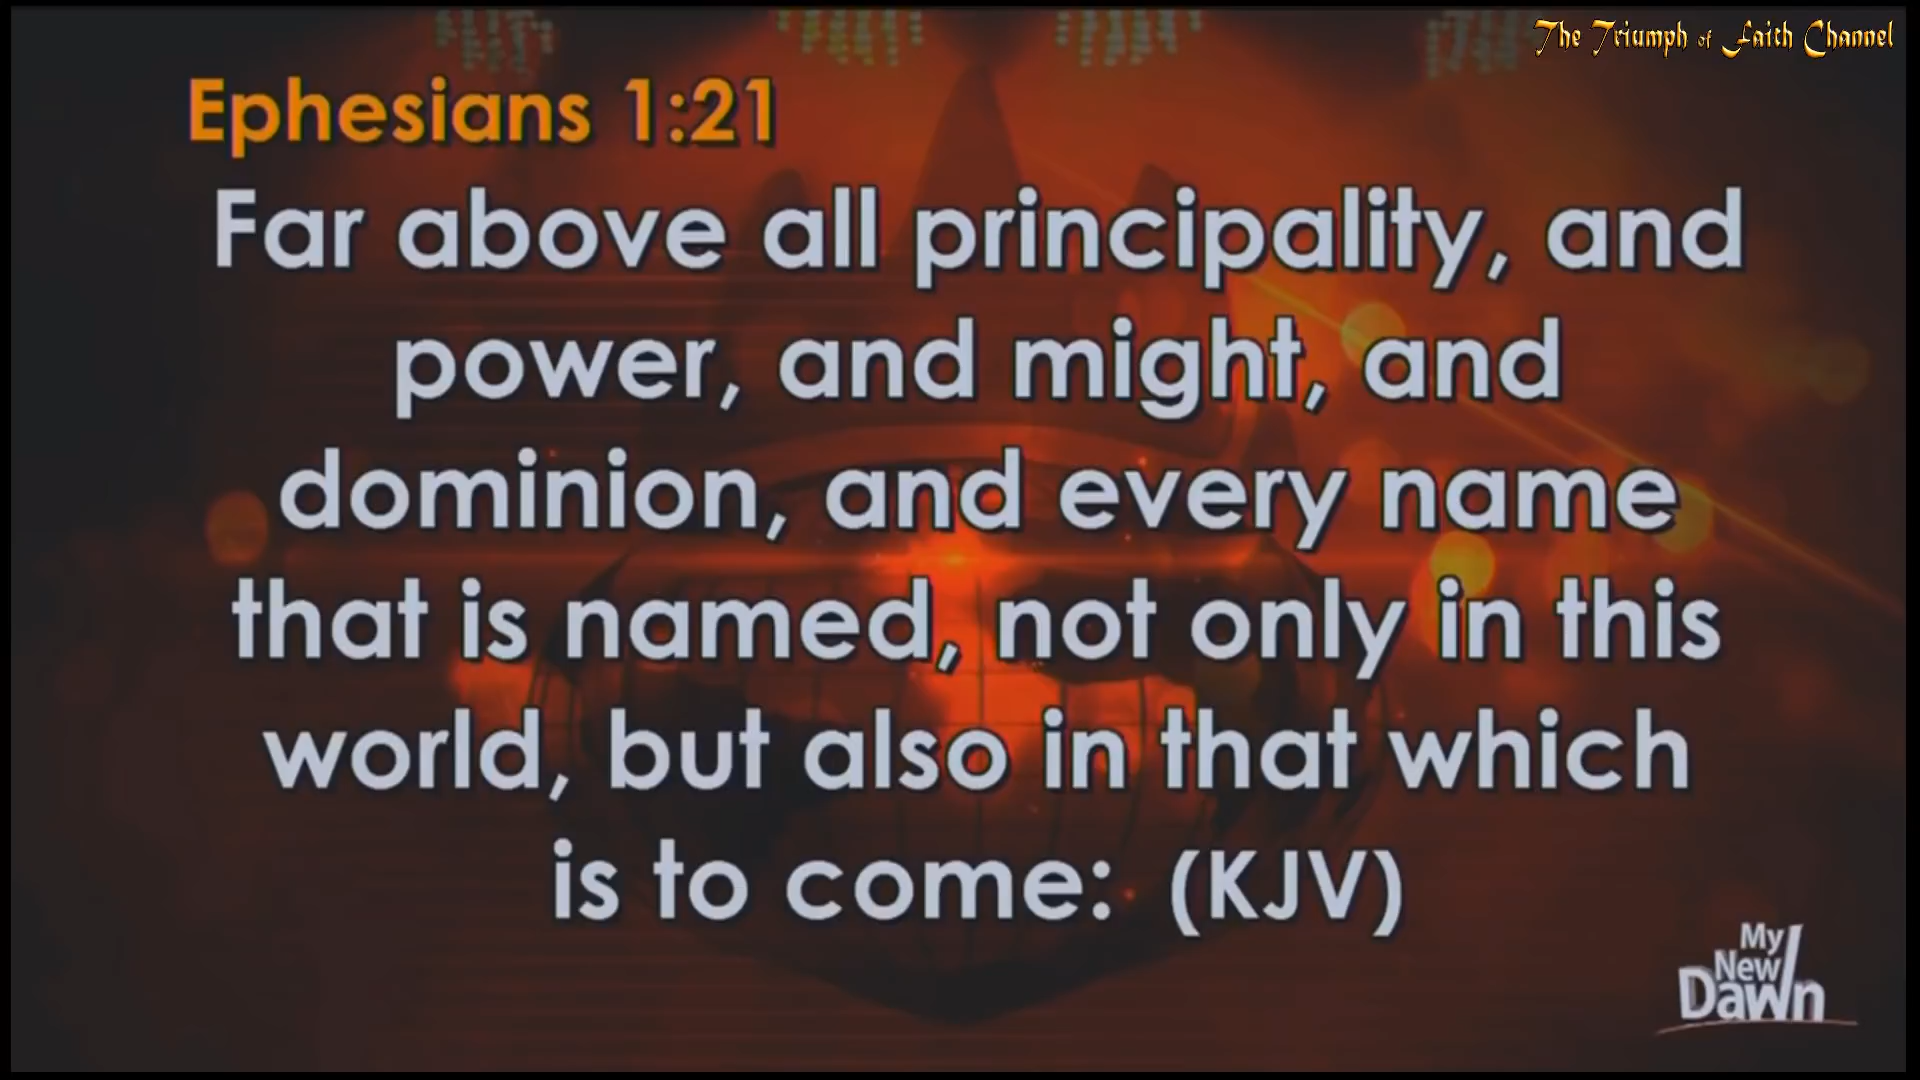 The Triumph of Faith Channel
Ephesians 1:21
Far above all principality, and
power, and might, and
dominion, and every name
that is named, not only in this
world, but also in that which
is to come: (KJV)
My
New
Dawn